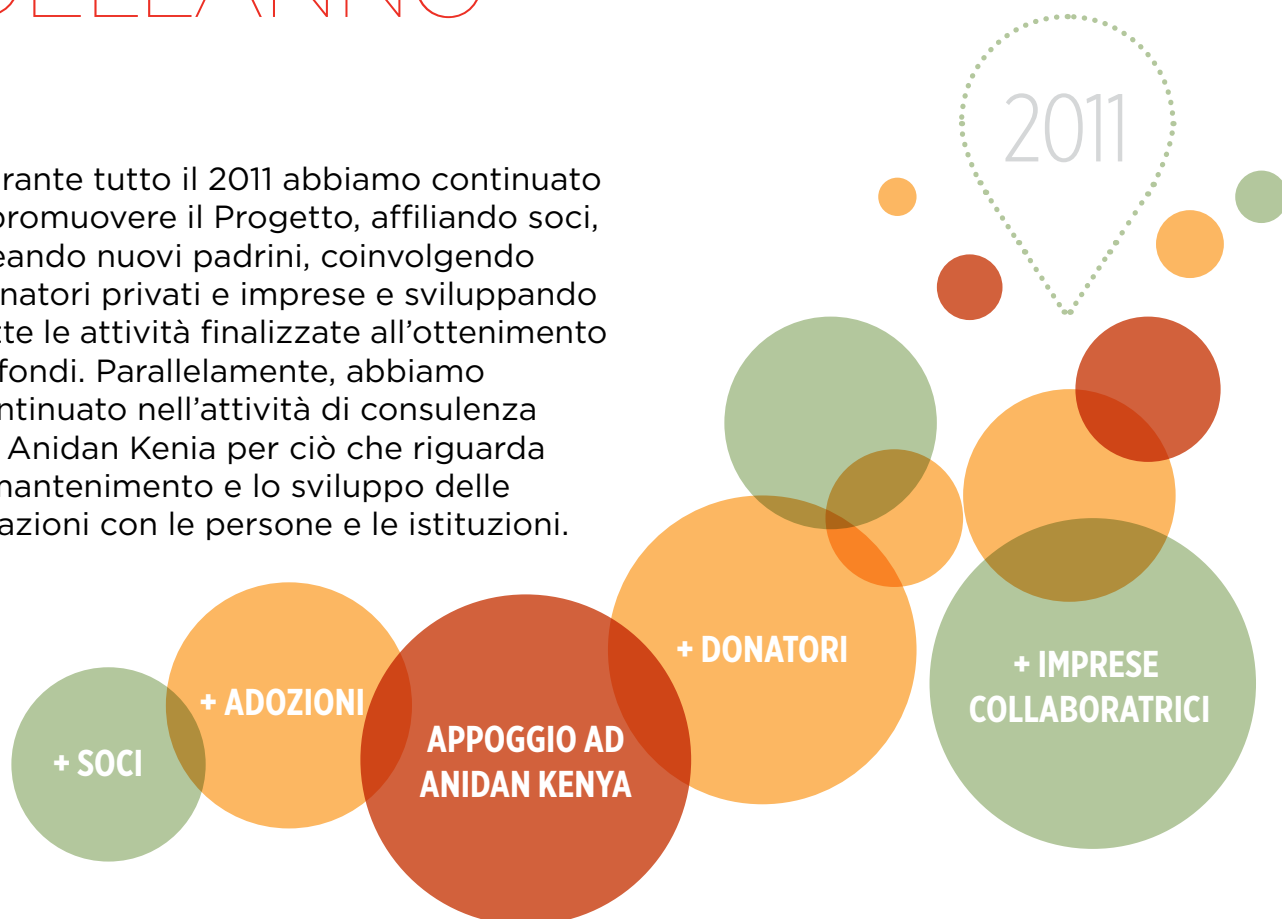 DELL'ANNO
2011
rante tutto il 2011 abbiamo continuato
promuovere il Progetto, affiliando soci,
eando nuovi padrini, coinvolgendo
natori privati e imprese e sviluppando
tte le attività finalizzate all'ottenimento
fondi. Parallelamente, abbiamo
ntinuato nell'attività di consulenza
Anidan Kenia per ciò che riguarda
mantenimento e lo sviluppo delle
azioni con le persone e le istituzioni.
+ SOCI
+ ADOZIONI
APPOGGIO AD
ANIDAN KENYA
+ DONATORI
+ IMPRESE
COLLABORATRICI